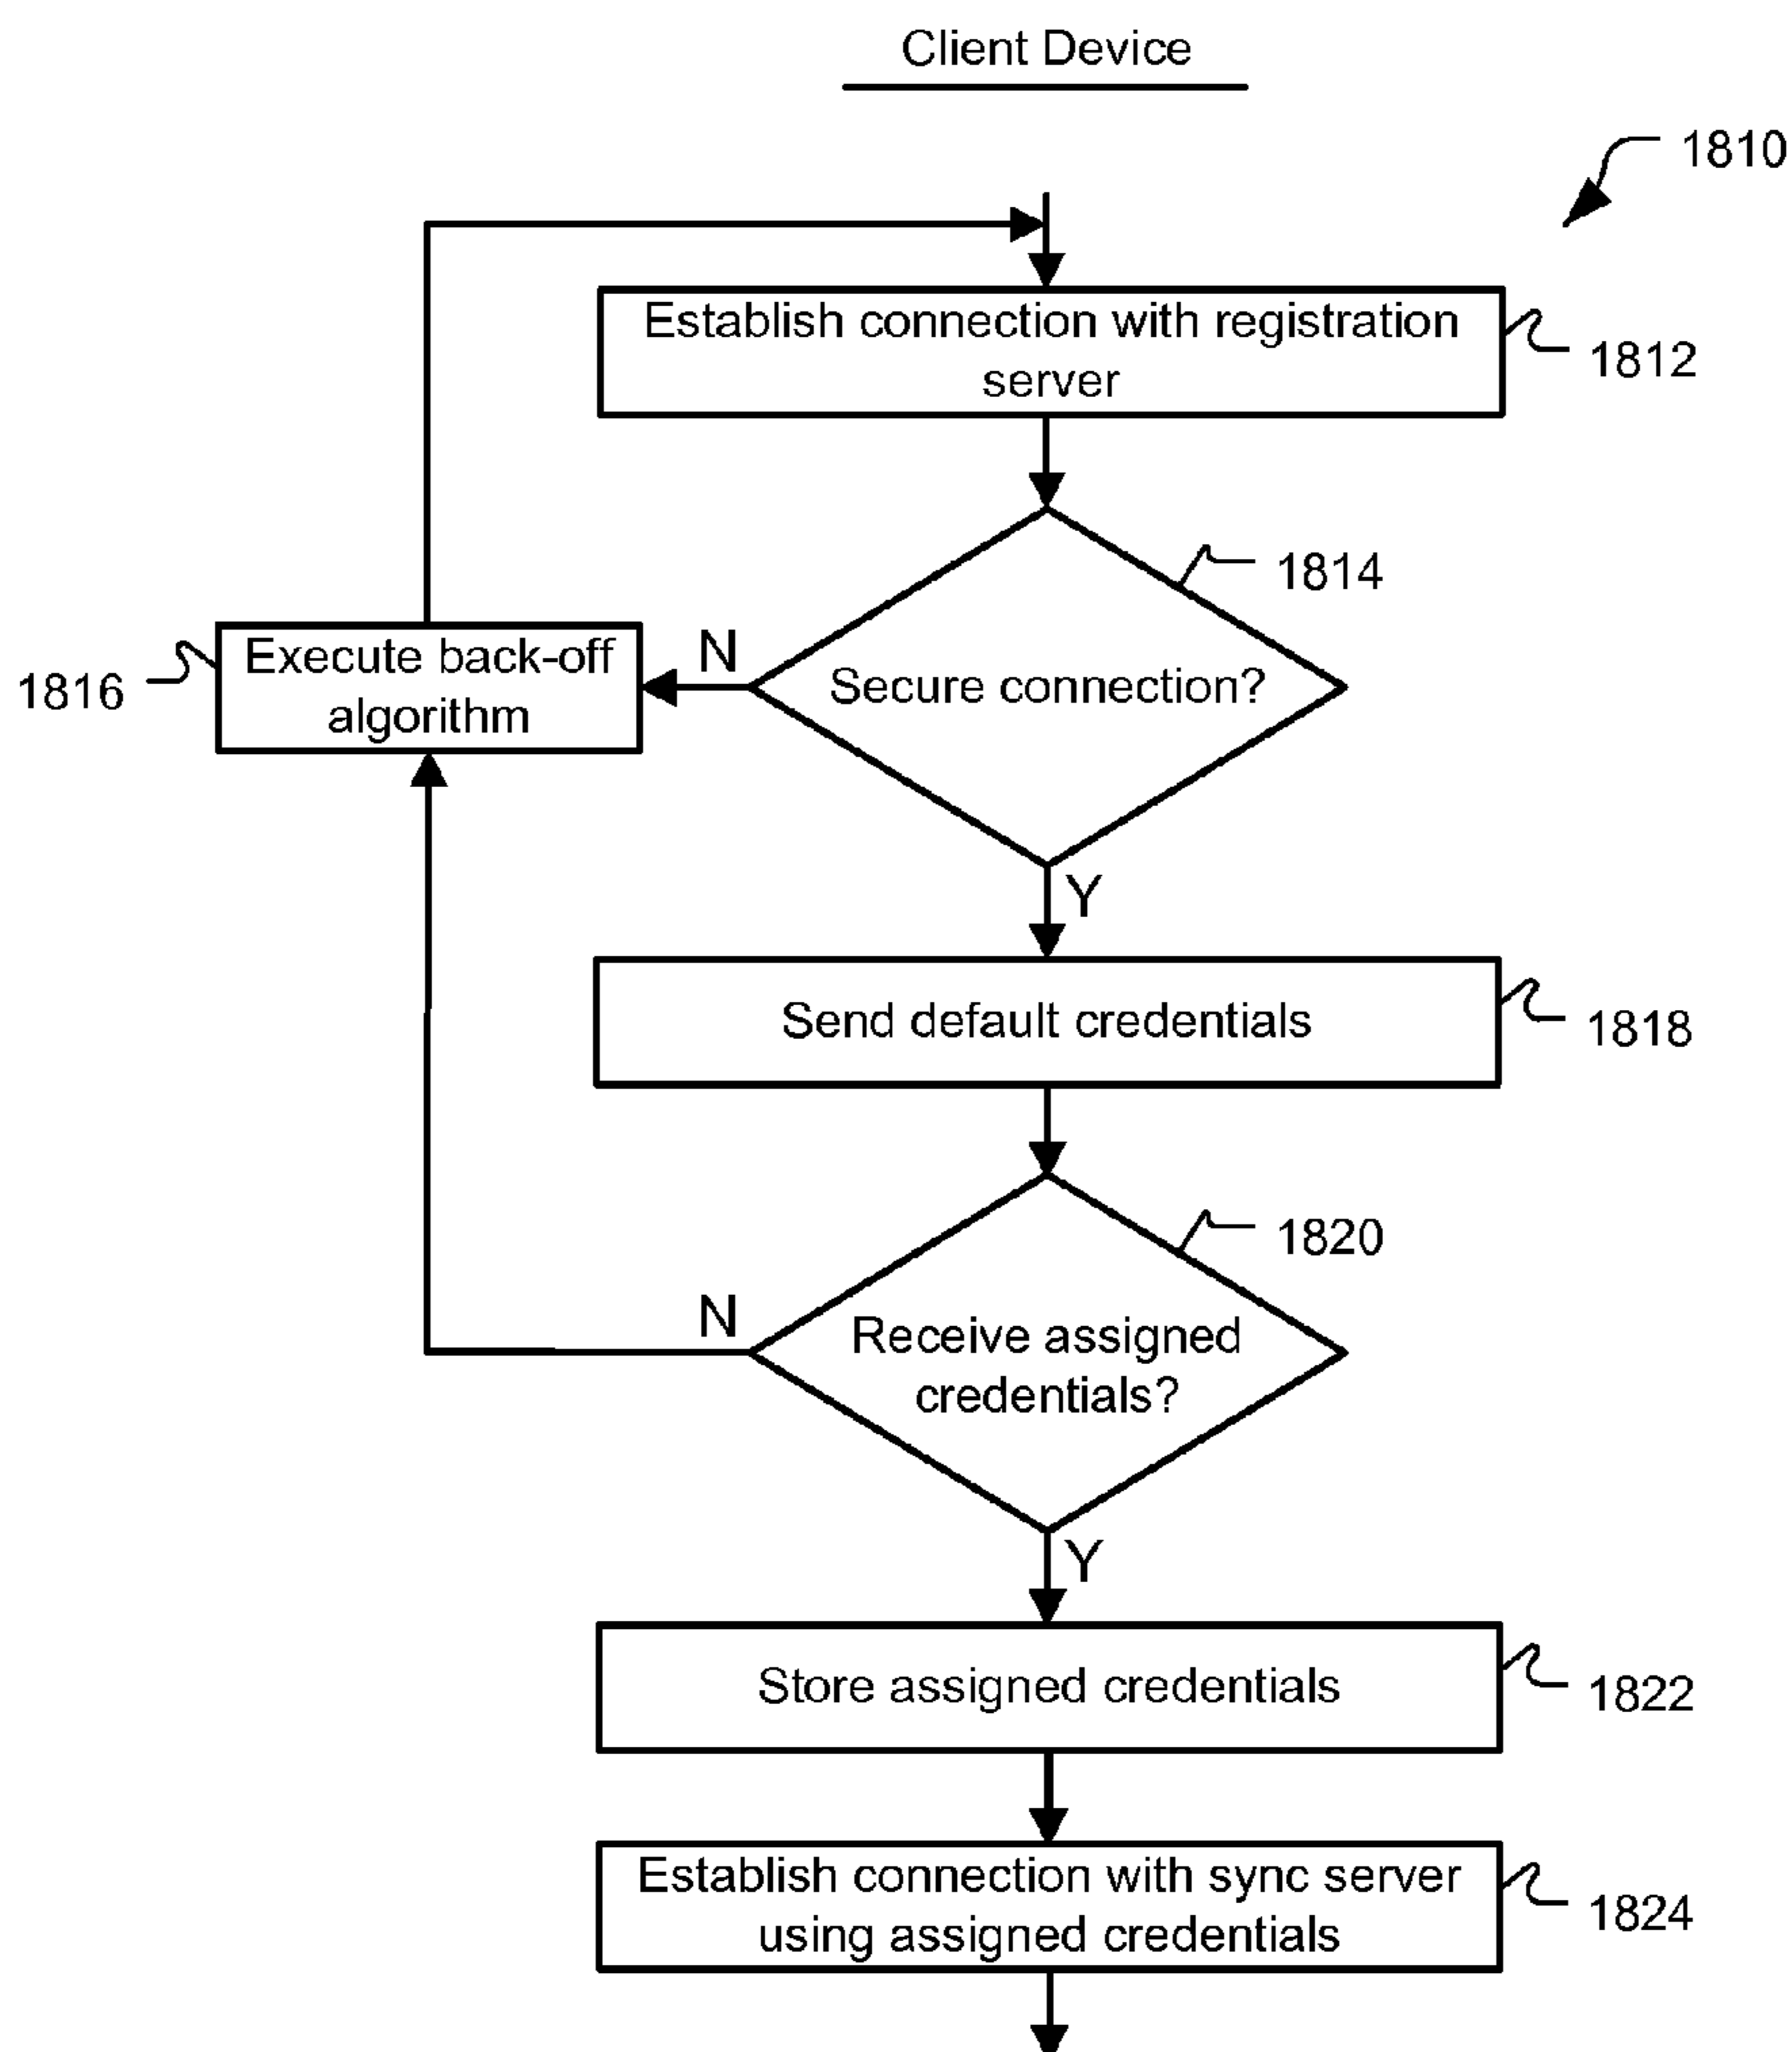 Client Device
1810
Establish connection with registration
server
1812
1814
Secure connection?
N
Execute back-off
algorithm
1816
Y
Send default credentials
1818
1820
N
Receive assigned
credentials?
Y
Store assigned credentials
1822
Establish connection with sync server
using assigned credentials
1824